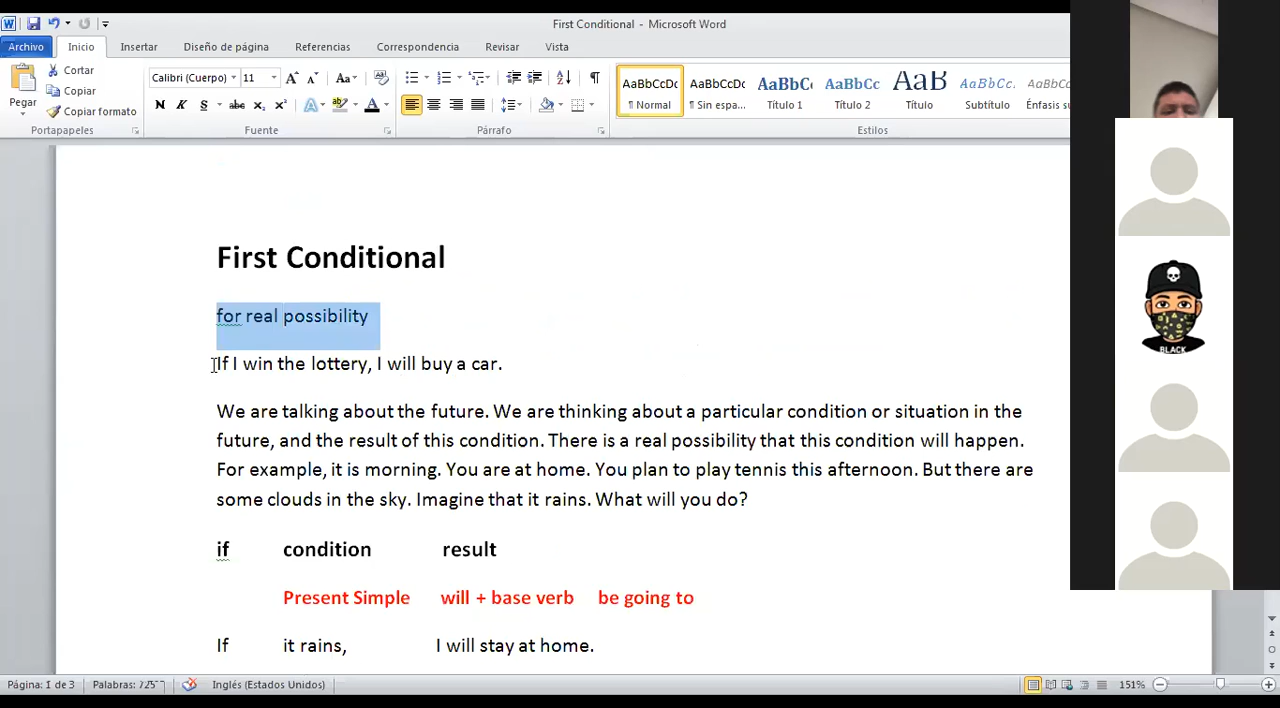 First Conditional - Microsoft Word
Archivo Inicio Insertar Diseño de página Referencias Correspondencia Revisar Vista
Pegar
Cortar
Copiar
Copiar formato
Portapapeles
Calibri (Cuerpo) 11
Fuente
Párrafo
AaBbCcDc AaBbCcDc AaBbC AaBbCc AaB AaBbCc.
¶ Normal ¶ Sin espa... Título 1 Título 2 Título Subtítulo Énfasis
Estilos
First Conditional
for real possibility
If I win the lottery, I will buy a car.
We are talking about the future. We are thinking about a particular condition or situation in the
future, and the result of this condition. There is a real possibility that this condition will happen.
For example, it is morning. You are at home. You plan to play tennis this afternoon. But there are
some clouds in the sky. Imagine that it rains. What will you do?
if condition result
Present Simple will + base verb be going to
If it rains, I will stay at home.
BLACK
Página: 1 de 3 Palabras: Inglés (Estados Unidos) 151%